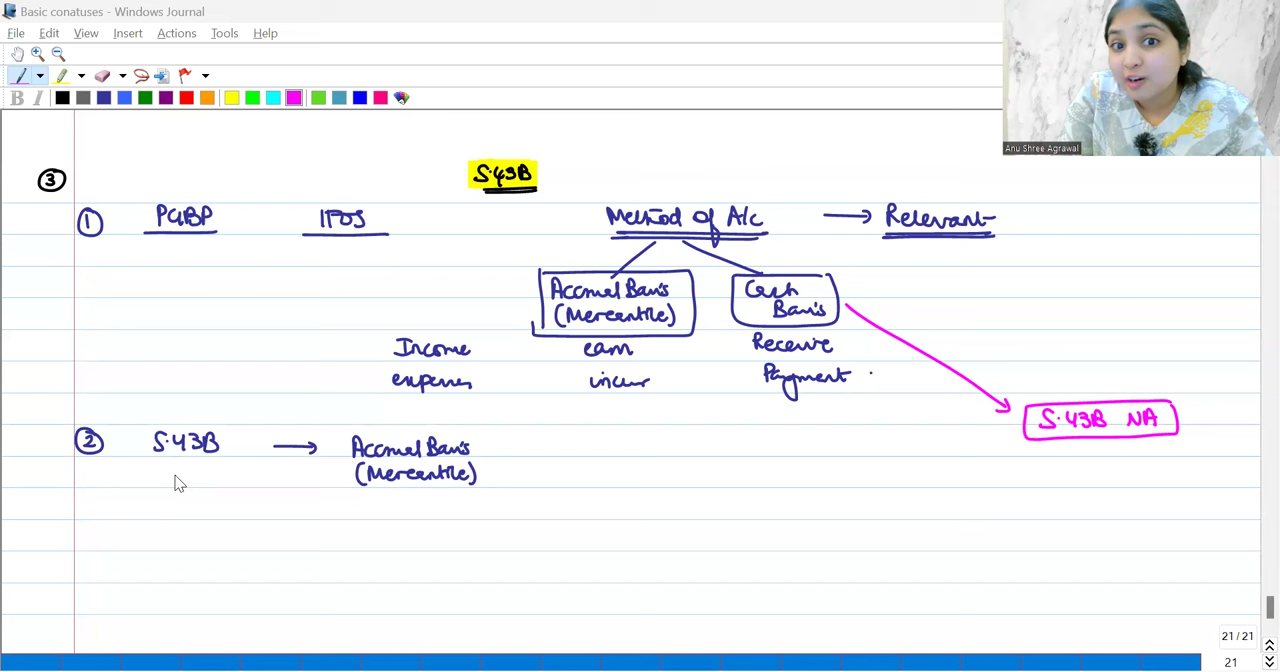 Basic conatuses - Windows Journal
File Edit View Insert Actions Tools Help
B I
Anu Shree Agrawal
③ S.43B
① PGBP IFOS Method of A/c → Relevant
Accrual Basis (Mercantile) Cash Basis
Income earn Receive
expenses incur Payment
S.43B NA
② S.43B → Accrual Basis
(Mercantile)
21 / 21
21